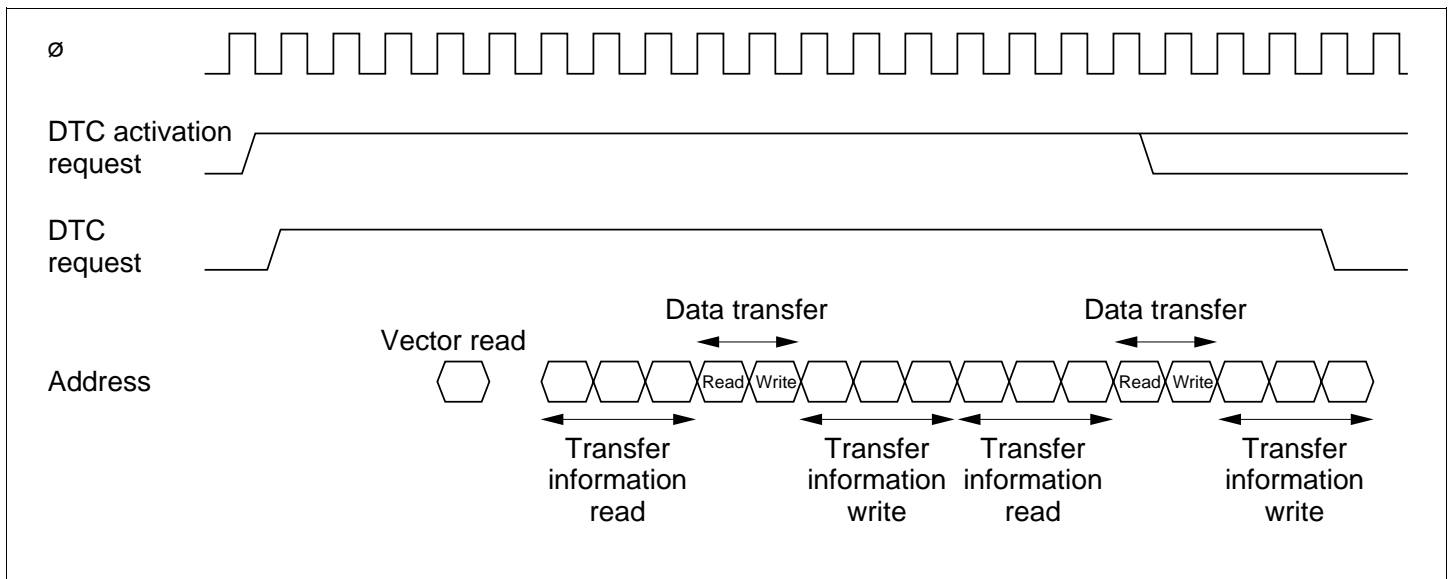 ø
DTC activation
request
DTC
request
Data transfer Data transfer
Vector read
Address
Read Write Read Write
Transfer Transfer Transfer Transfer
information information information information
read write read write